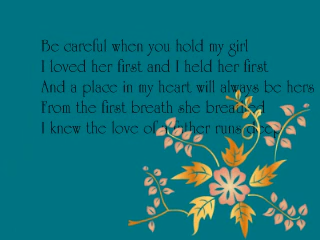 Be careful when you hold my girl
I loved her first and I held her first
And a place in my heart will always be hers
From the first breath she breathed
I knew the love of a father runs deep